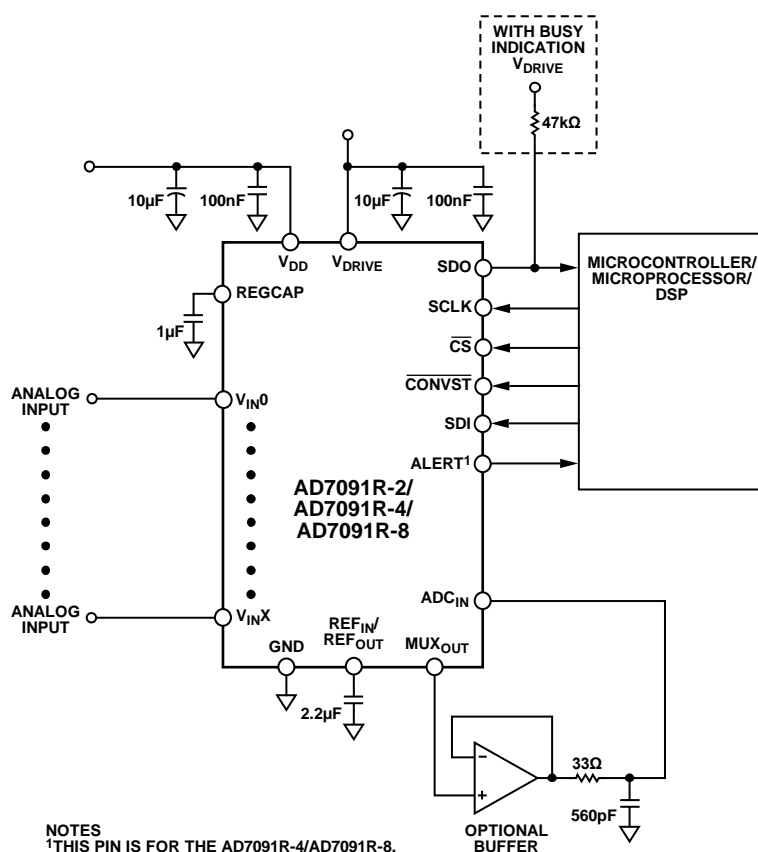 WITH BUSY
INDICATION
VDRIVE
47kΩ
10µF
100nF
10µF
100nF
VDD
VDRIVE
REGCAP
1µF
SDO
SCLK
CS
CONVST
SDI
ALERT1
MICROCONTROLLER/
MICROPROCESSOR/
DSP
ANALOG
INPUT
VIN0
AD7091R-2/
AD7091R-4/
AD7091R-8
ANALOG
INPUT
VINX
ADCIN
GND
REFIN/
REFOUT
MUXOUT
2.2µF
–
+
33Ω
560pF
OPTIONAL
BUFFER
NOTES
1THIS PIN IS FOR THE AD7091R-4/AD7091R-8.